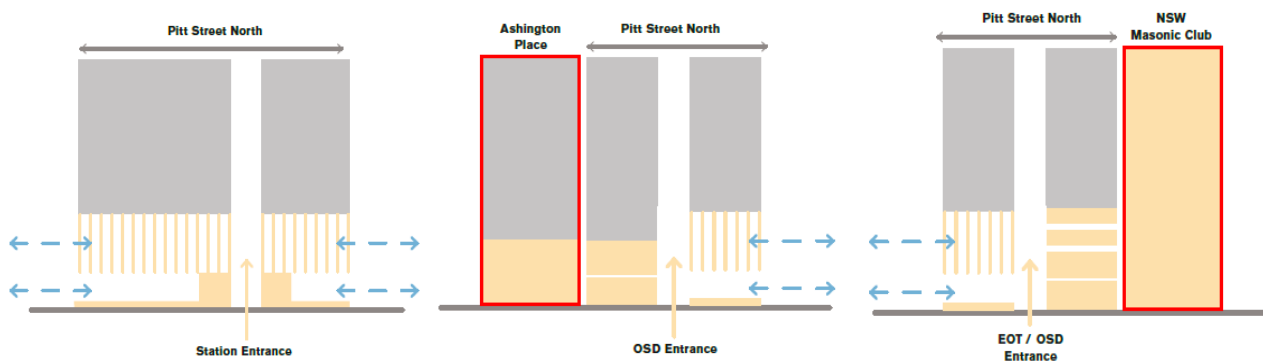 Pitt Street North
Station Entrance
Ashington
Place
Pitt Street North
OSD Entrance
Pitt Street North
NSW
Masonic Club
EOT / OSD
Entrance